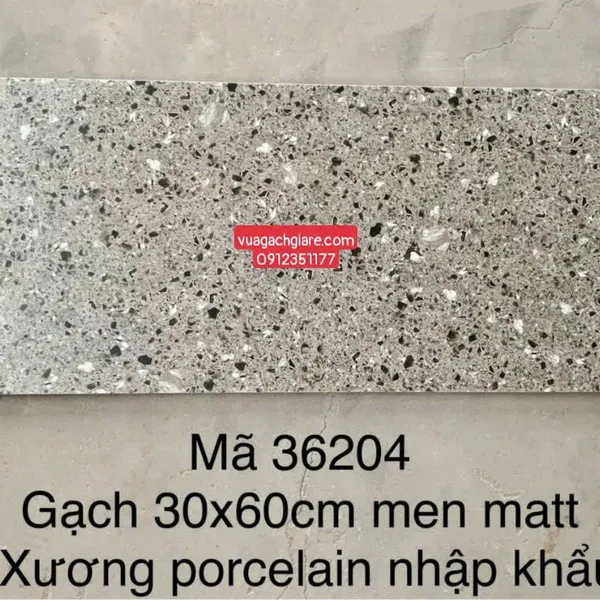 vuagachgiare.com
0912351177
Mã 36204
Gạch 30x60cm men matt
Xương porcelain nhập khẩu